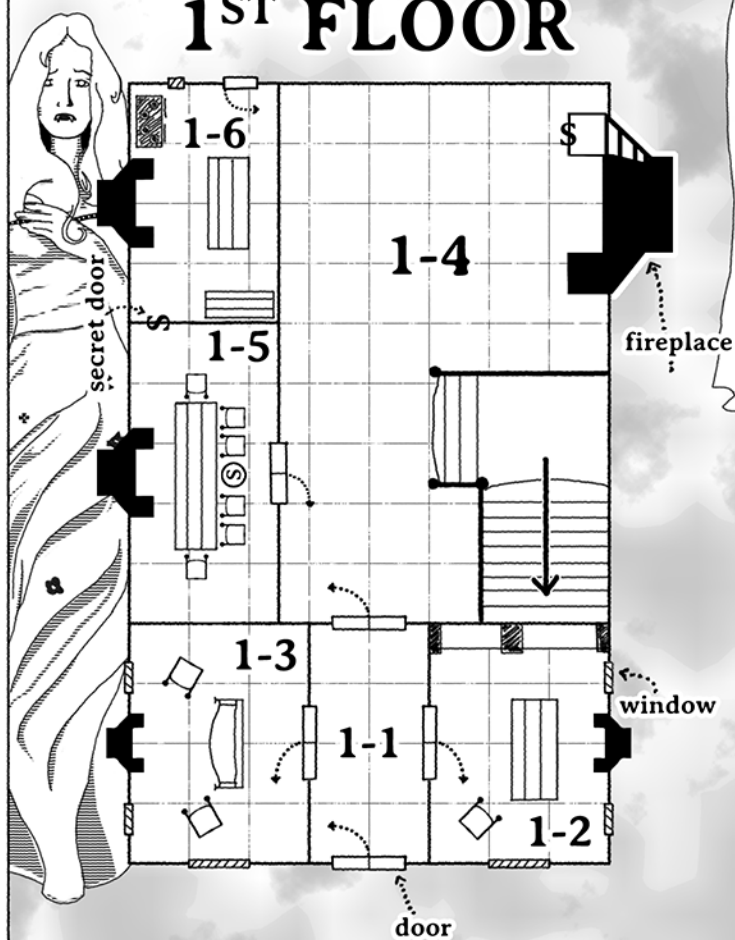 1ST FLOOR
S
1-6
1-4
secret door
S
1-5
fireplace
S
1-3
window
1-1
1-2
door